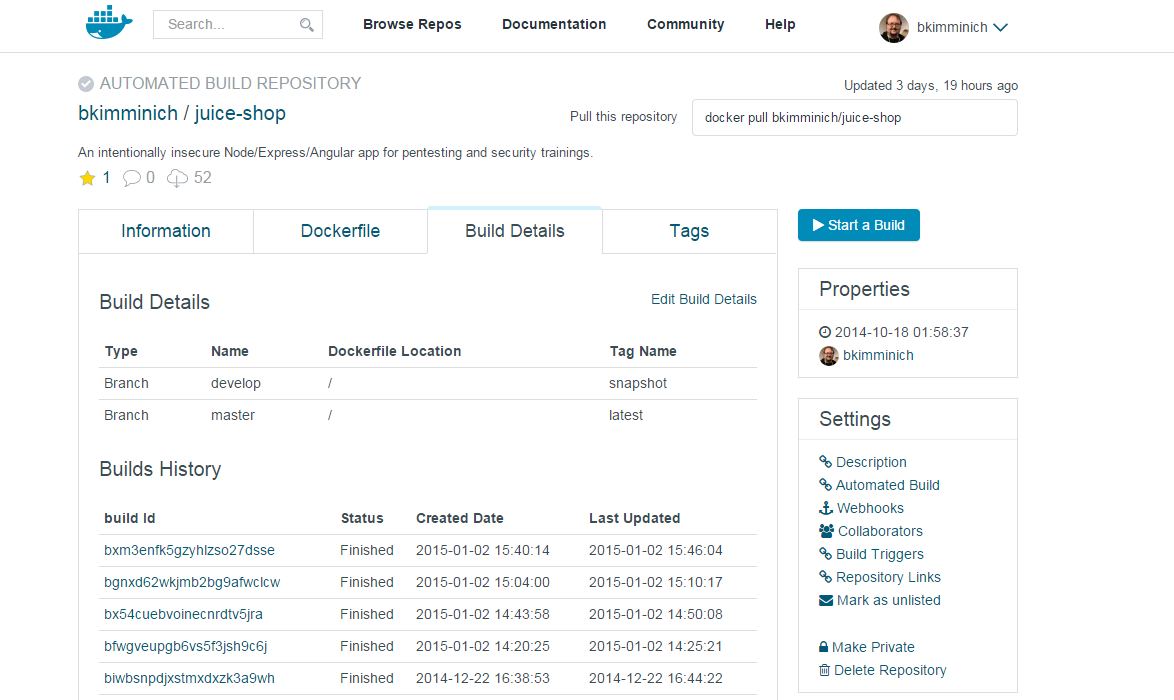 Search... Browse Repos Documentation Community Help bkimminich
AUTOMATED BUILD REPOSITORY
Updated 3 days, 19 hours ago
bkimminich / juice-shop
Pull this repository docker pull bkimminich/juice-shop
An intentionally insecure Node/Express/Angular app for pentesting and security trainings.
1 0 52
Information Dockerfile Build Details Tags
Start a Build
Build Details
Edit Build Details
Type Name Dockerfile Location Tag Name
Branch develop / snapshot
Branch master / latest
Builds History
build Id Status Created Date Last Updated
bxm3enfk5gzyhlzso27dsse Finished 2015-01-02 15:40:14 2015-01-02 15:46:04
bgnxd62wkjmb2bg9afwclcw Finished 2015-01-02 15:04:00 2015-01-02 15:10:17
bx54cuebvoinecnrdtv5jra Finished 2015-01-02 14:43:58 2015-01-02 14:50:08
bfwgveupgb6vs5f3jsh9c6j Finished 2015-01-02 14:20:25 2015-01-02 14:25:21
biwbsnpdjxstmxdxzk3a9wh Finished 2014-12-22 16:38:53 2014-12-22 16:44:22
Properties
2014-10-18 01:58:37
bkimminich
Settings
Description
Automated Build
Webhooks
Collaborators
Build Triggers
Repository Links
Mark as unlisted
Make Private
Delete Repository